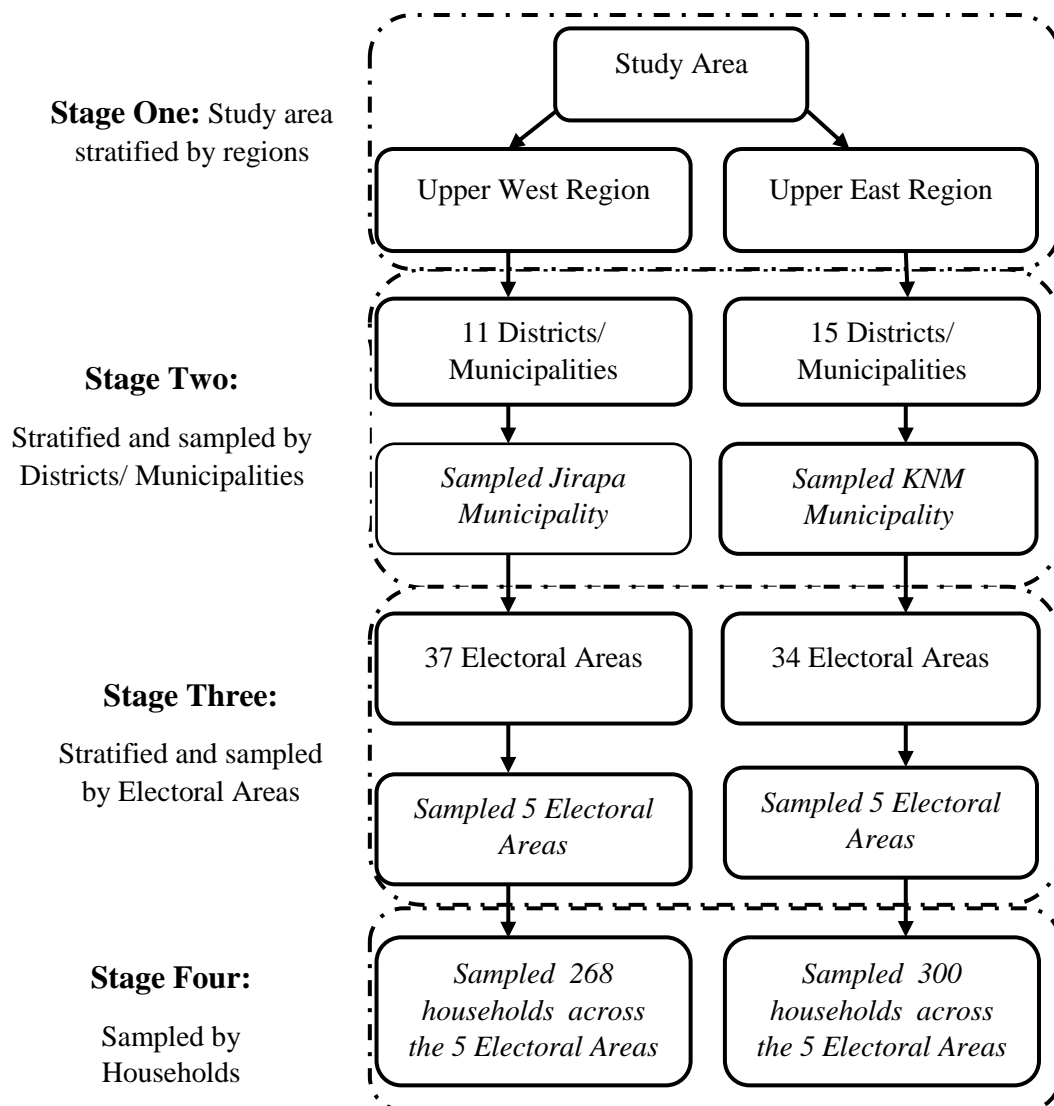 Study Area
Stage One: Study area
stratified by regions
Upper West Region
Upper East Region
11 Districts/
Municipalities
15 Districts/
Municipalities
Stage Two:
Stratified and sampled by
Districts/ Municipalities
Sampled Jirapa
Municipality
Sampled KNM
Municipality
37 Electoral Areas
34 Electoral Areas
Stage Three:
Stratified and sampled
by Electoral Areas
Sampled 5 Electoral
Areas
Sampled 5 Electoral
Areas
Stage Four:
Sampled by
Households
Sampled 268
households across
the 5 Electoral Areas
Sampled 300
households across
the 5 Electoral Areas